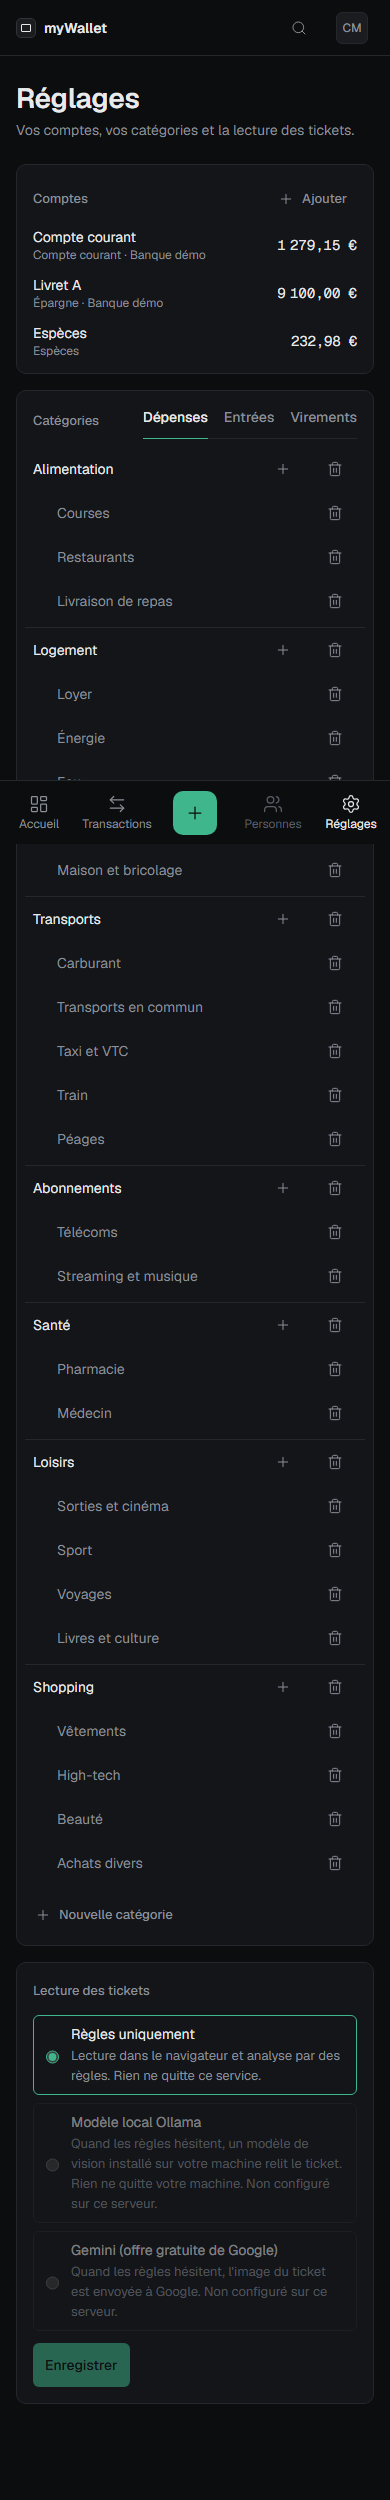 myWallet
CM
Réglages
Vos comptes, vos catégories et la lecture des tickets.
Comptes
Ajouter
Compte courant
1 279,15 €
Compte courant · Banque démo
Livret A
9 100,00 €
Épargne · Banque démo
Espèces
232,98 €
Espèces
Catégories
Dépenses
Entrées
Virements
Alimentation
Courses
Restaurants
Livraison de repas
Logement
Loyer
Énergie
Accueil
Transactions
Personnes
Réglages
Maison et bricolage
Transports
Carburant
Transports en commun
Taxi et VTC
Train
Péages
Abonnements
Télécoms
Streaming et musique
Santé
Pharmacie
Médecin
Loisirs
Sorties et cinéma
Sport
Voyages
Livres et culture
Shopping
Vêtements
High-tech
Beauté
Achats divers
Nouvelle catégorie
Lecture des tickets
Règles uniquement
Lecture dans le navigateur et analyse par des
règles. Rien ne quitte ce service.
Modèle local Ollama
Quand les règles hésitent, un modèle de
vision installé sur votre machine relit le ticket.
Rien ne quitte votre machine. Non configuré
sur ce serveur.
Gemini (offre gratuite de Google)
Quand les règles hésitent, l'image du ticket
est envoyée à Google. Non configuré sur ce
serveur.
Enregistrer